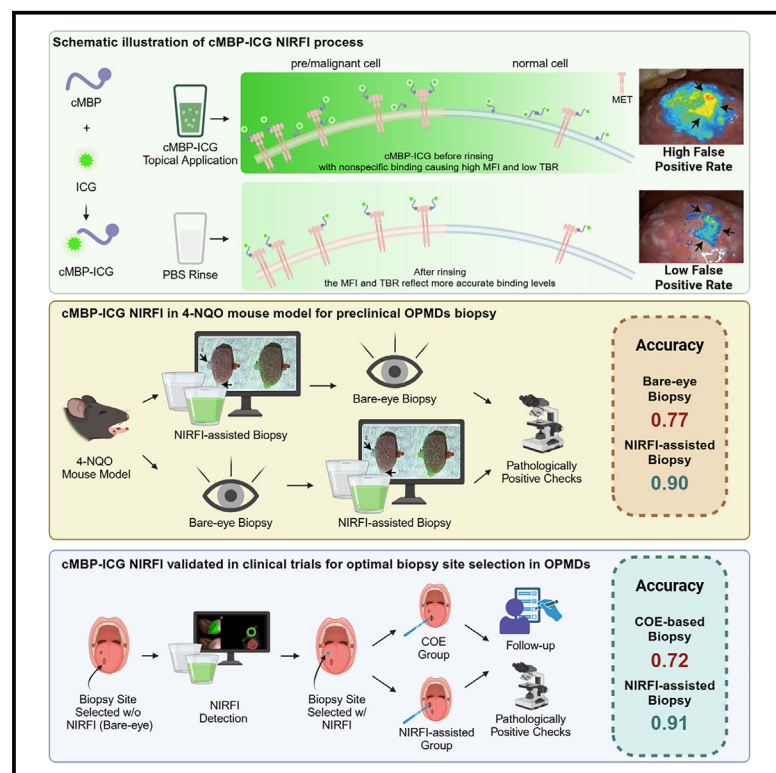 Schematic illustration of cMBP-ICG NIRFI process
cMBP
+
ICG
cMBP-ICG
cMBP-ICG
Topical Application
PBS Rinse
pre/malignant cell
normal cell
MET
cMBP-ICG before rinsing
with nonspecific binding causing high MFI and low TBR
After rinsing
the MFI and TBR reflect more accurate binding levels
High False
Positive Rate
Low False
Positive Rate
cMBP-ICG NIRFI in 4-NQO mouse model for preclinical OPMDs biopsy
4-NQO
Mouse Model
NIRFI-assisted Biopsy
Bare-eye Biopsy
Bare-eye Biopsy
NIRFI-assisted Biopsy
Pathologically
Positive Checks
Accuracy
Bare-eye
Biopsy
0.77
NIRFI-assisted
Biopsy
0.90
cMBP-ICG NIRFI validated in clinical trials for optimal biopsy site selection in OPMDs
Biopsy Site
Selected w/o
NIRFI (Bare-eye)
NIRFI
Detection
Biopsy Site
Selected w/
NIRFI
COE
Group
NIRFI-assisted
Group
Follow-up
Pathologically
Positive Checks
Accuracy
COE-based
Biopsy
0.72
NIRFI-assisted
Biopsy
0.91